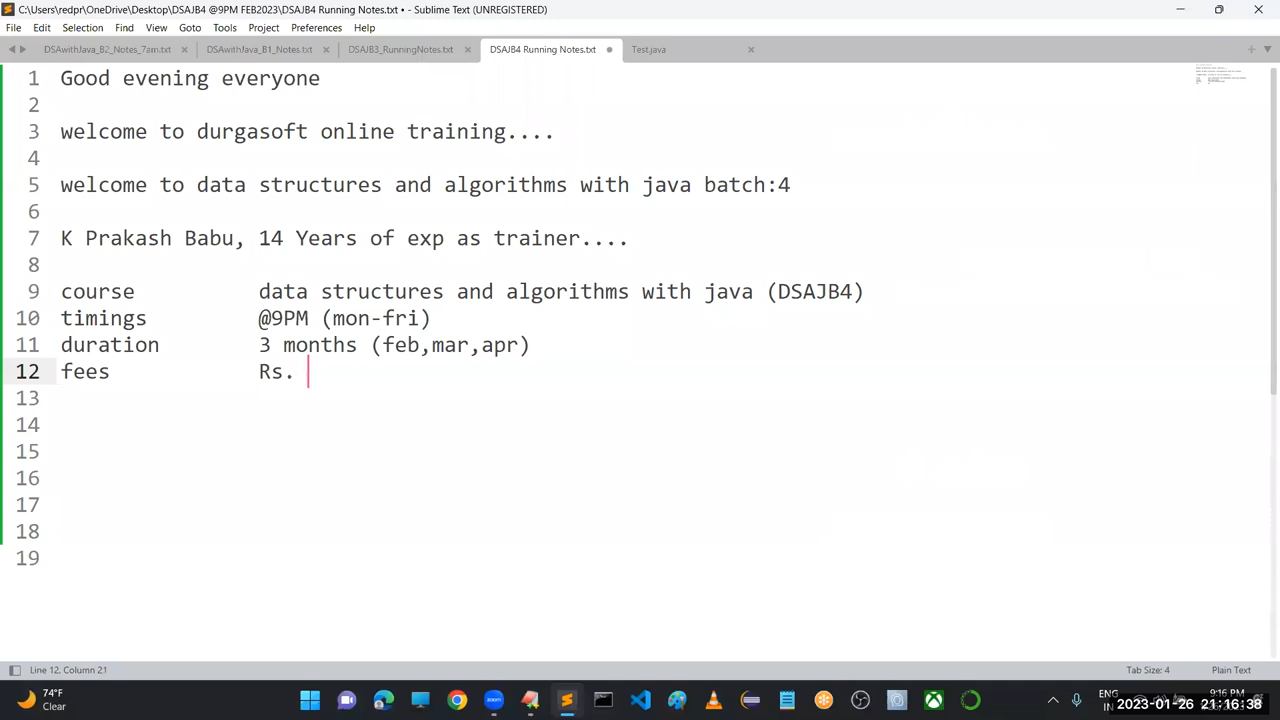 C:\Users\redpr\OneDrive\Desktop\DSAJB4 @9PM FEB2023\DSAJB4 Running Notes.txt • - Sublime Text (UNREGISTERED)
File Edit Selection Find View Goto Tools Project Preferences Help
DSAwithJava_B2_Notes_7am.txt DSAwithJava_B1_Notes.txt DSAJB3_RunningNotes.txt DSAJB4 Running Notes.txt Test.java
1 Good evening everyone
2
3 welcome to durgasoft online training....
4
5 welcome to data structures and algorithms with java batch:4
6
7 K Prakash Babu, 14 Years of exp as trainer....
8
9 course data structures and algorithms with java (DSAJB4)
10 timings @9PM (mon-fri)
11 duration 3 months (feb,mar,apr)
12 fees Rs.
13
14
15
16
17
18
19
Line 12, Column 21 Tab Size: 4 Plain Text
74°F
Clear
ENG
IN
9:16 PM
2023-01-26 21:16:38